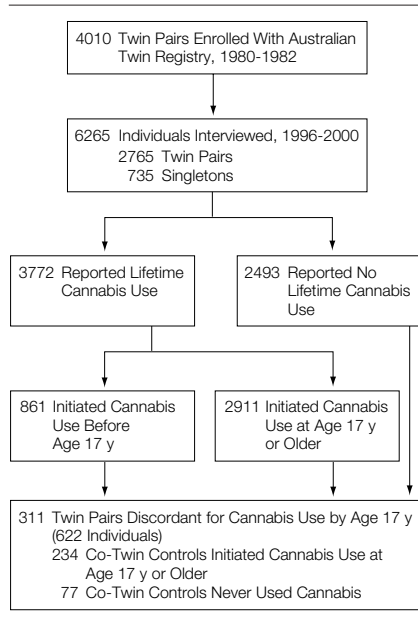 4010 Twin Pairs Enrolled With Australian
Twin Registry, 1980-1982
6265 Individuals Interviewed, 1996-2000
2765 Twin Pairs
735 Singletons
3772 Reported Lifetime
Cannabis Use
2493 Reported No
Lifetime Cannabis
Use
861 Initiated Cannabis
Use Before
Age 17 y
2911 Initiated Cannabis
Use at Age 17 y
or Older
311 Twin Pairs Discordant for Cannabis Use by Age 17 y
(622 Individuals)
234 Co-Twin Controls Initiated Cannabis Use at
Age 17 y or Older
77 Co-Twin Controls Never Used Cannabis